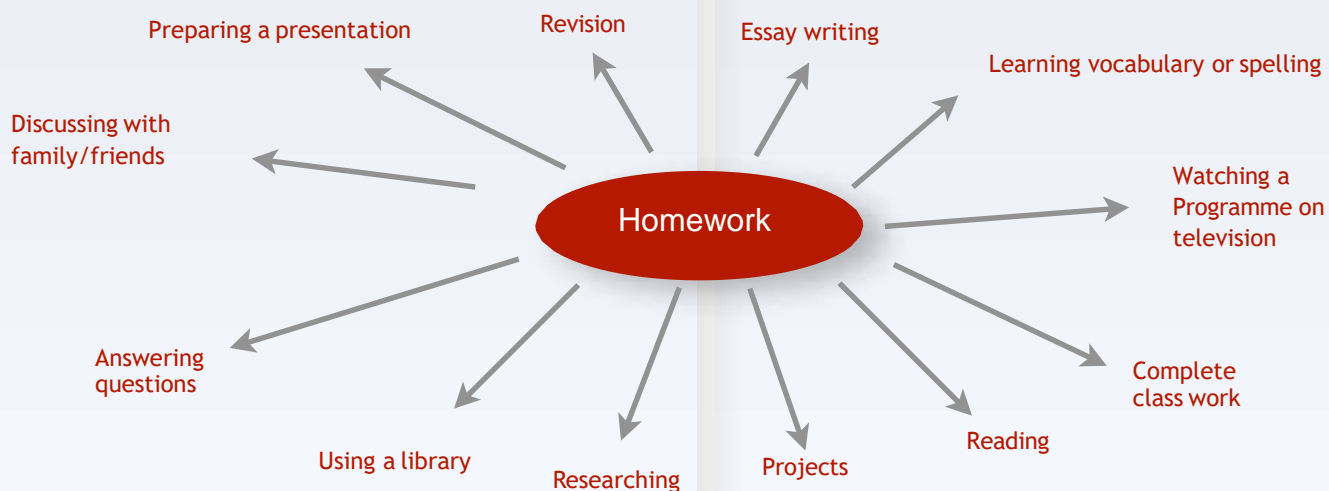 Preparing a presentation
Revision
Essay writing
Learning vocabulary or spelling
Discussing with
family/friends
Watching a
Programme on
television
Homework
Answering
questions
Complete
class work
Using a library
Researching
Projects
Reading